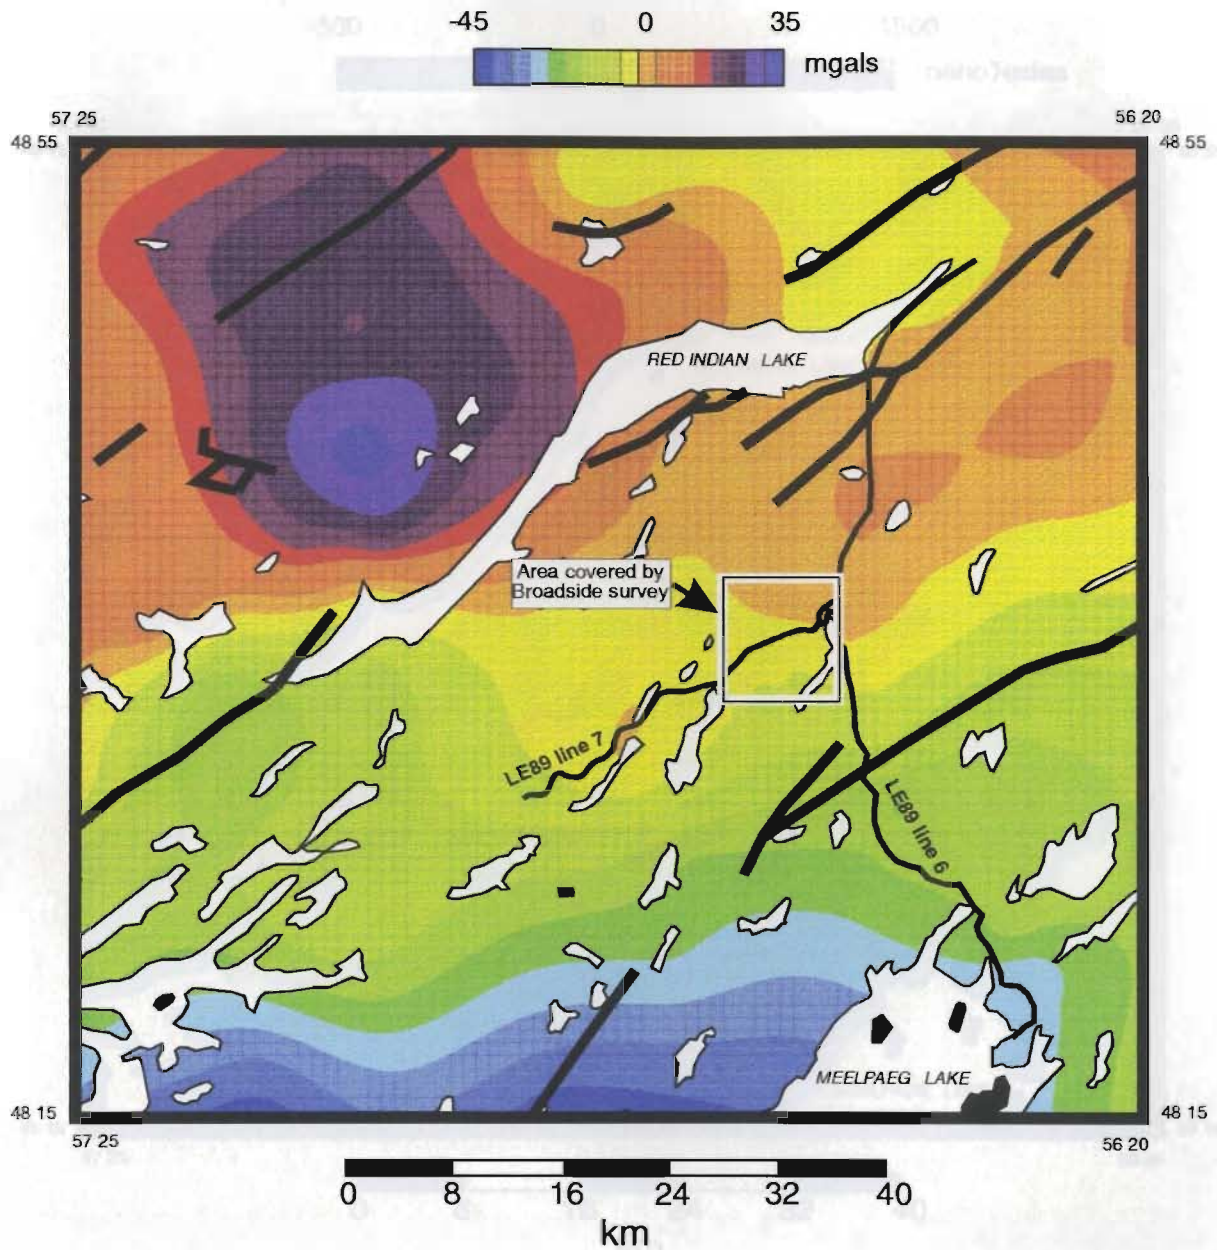 -45 0 35
mgals
57 25 56 20
48 55 48 55
RED INDIAN LAKE
Area covered by
Broadside survey
LE89 line 7
LE89 line 6
MEELPAEG LAKE
48 15 48 15
57 25 56 20
0 8 16 24 32 40
km